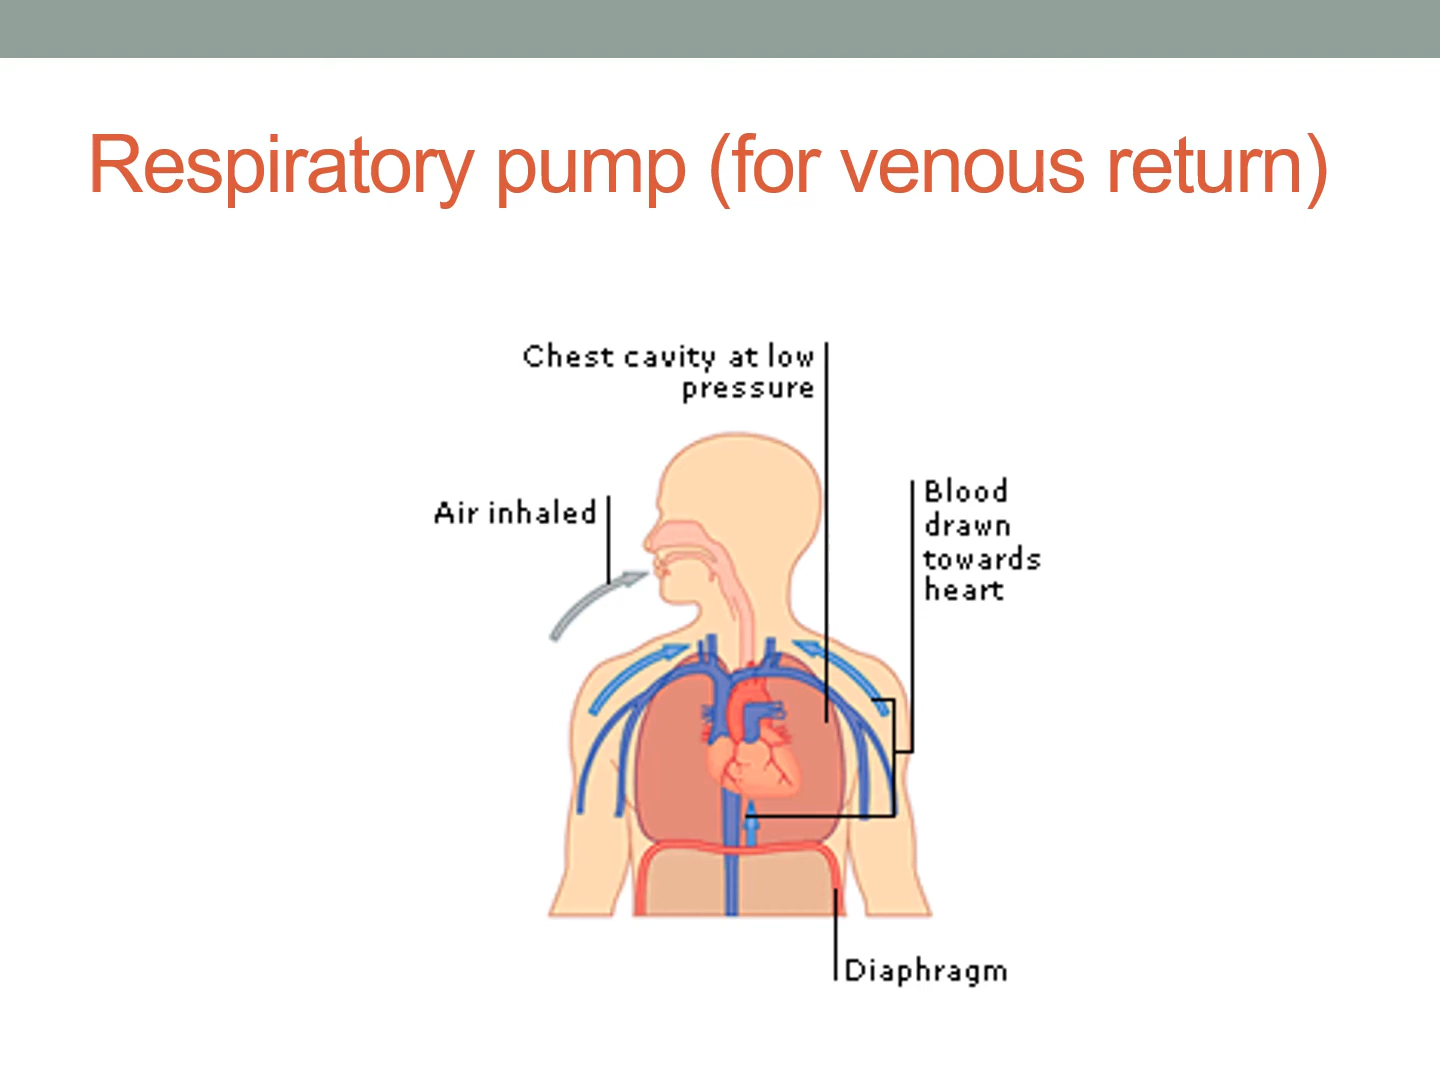 Respiratory pump (for venous return)
Chest cavity at low
pressure
Air inhaled
Blood
drawn
towards
heart
Diaphragm